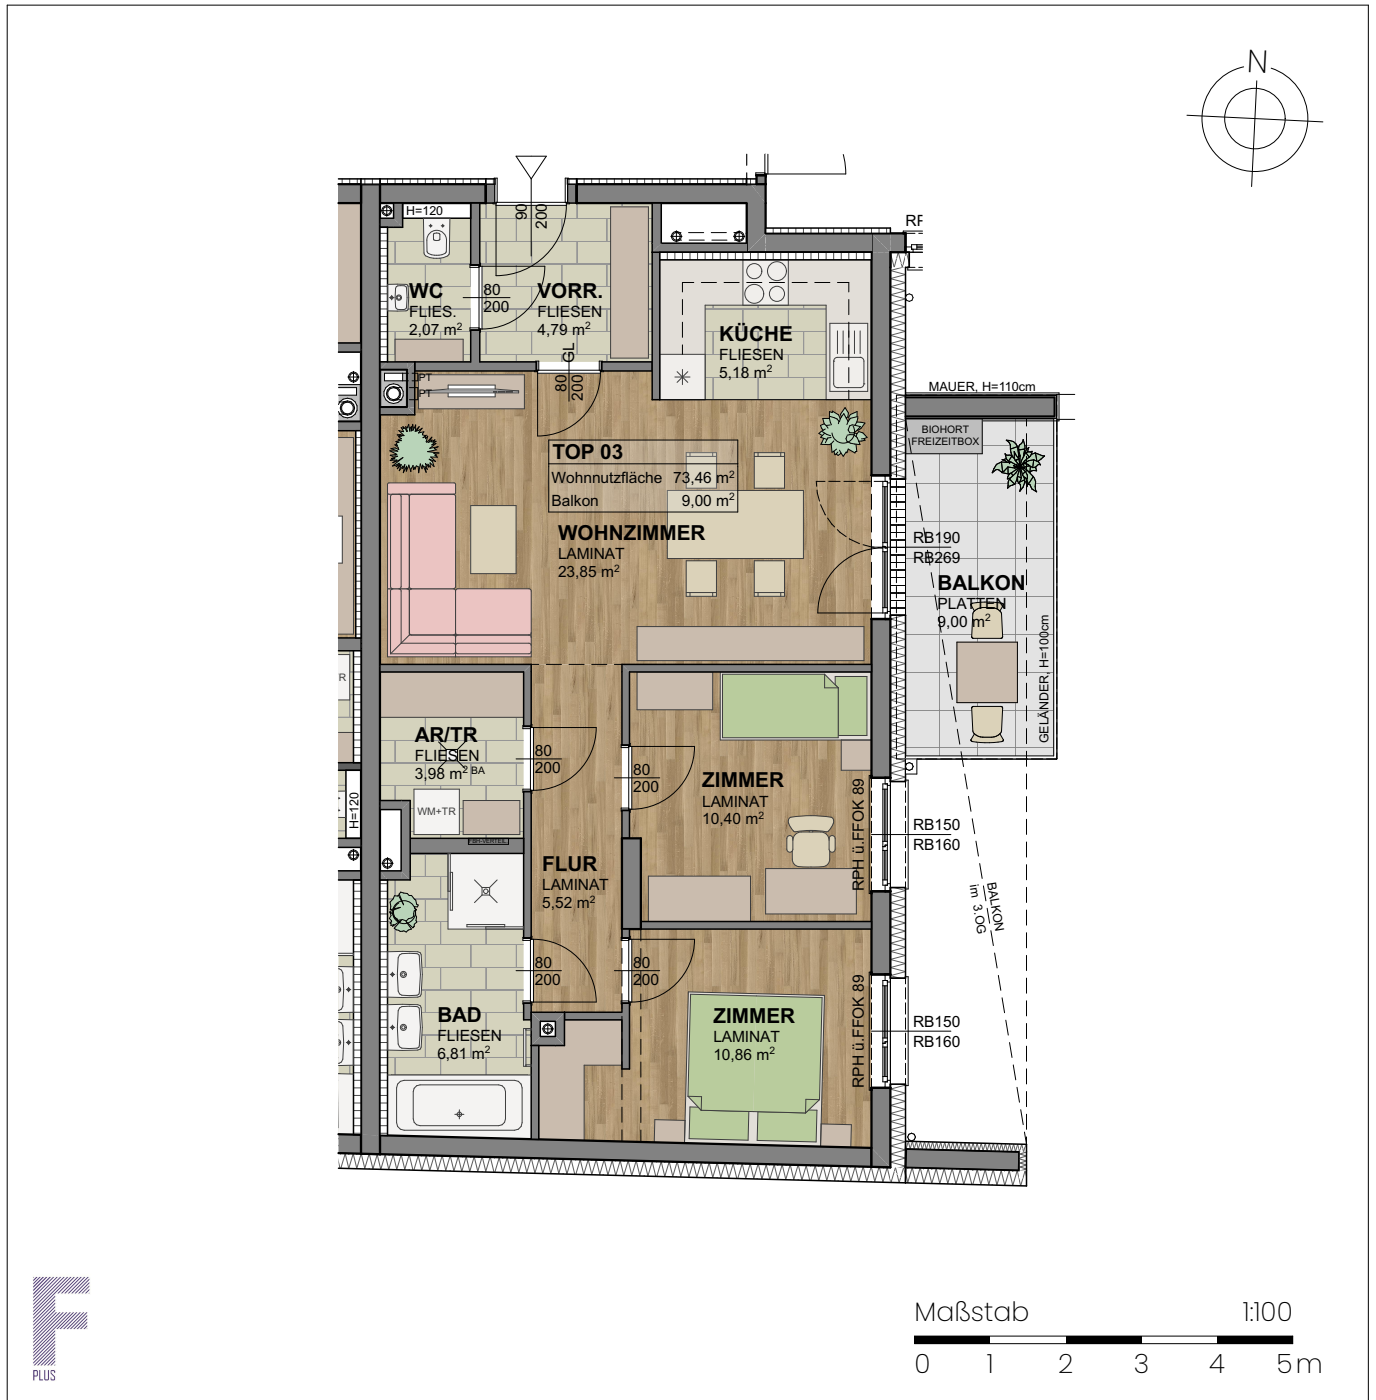 N
RF
H=120
90
200
WC
FLIES.
2,07 m²
80
200
VORR.
FLIESEN
4,79 m²
GL
KÜCHE
FLIESEN
5,18 m²
PT
PT
80
200
MAUER, H=110cm
BIOHORT
FREIZEITBOX
TOP 03
Wohnnutzfläche 73,46 m²
Balkon 9,00 m²
WOHNZIMMER
LAMINAT
23,85 m²
RB190
RB269
BALKON
PLATTEN
9,00 m²
GELÄNDER, H=100cm
R
AR/TR
FLIESEN
3,98 m² BA
WM+TR
H=120
80
200
80
200
ZIMMER
LAMINAT
10,40 m²
RPH ü.FFOK 89
RB150
RB160
FBH-VERTEIL.
FLUR
LAMINAT
5,52 m²
BALKON
im 3.OG
80
200
80
200
BAD
FLIESEN
6,81 m²
ZIMMER
LAMINAT
10,86 m²
RPH ü.FFOK 89
RB150
RB160
F
PLUS
Maßstab 1:100
0 1 2 3 4 5m